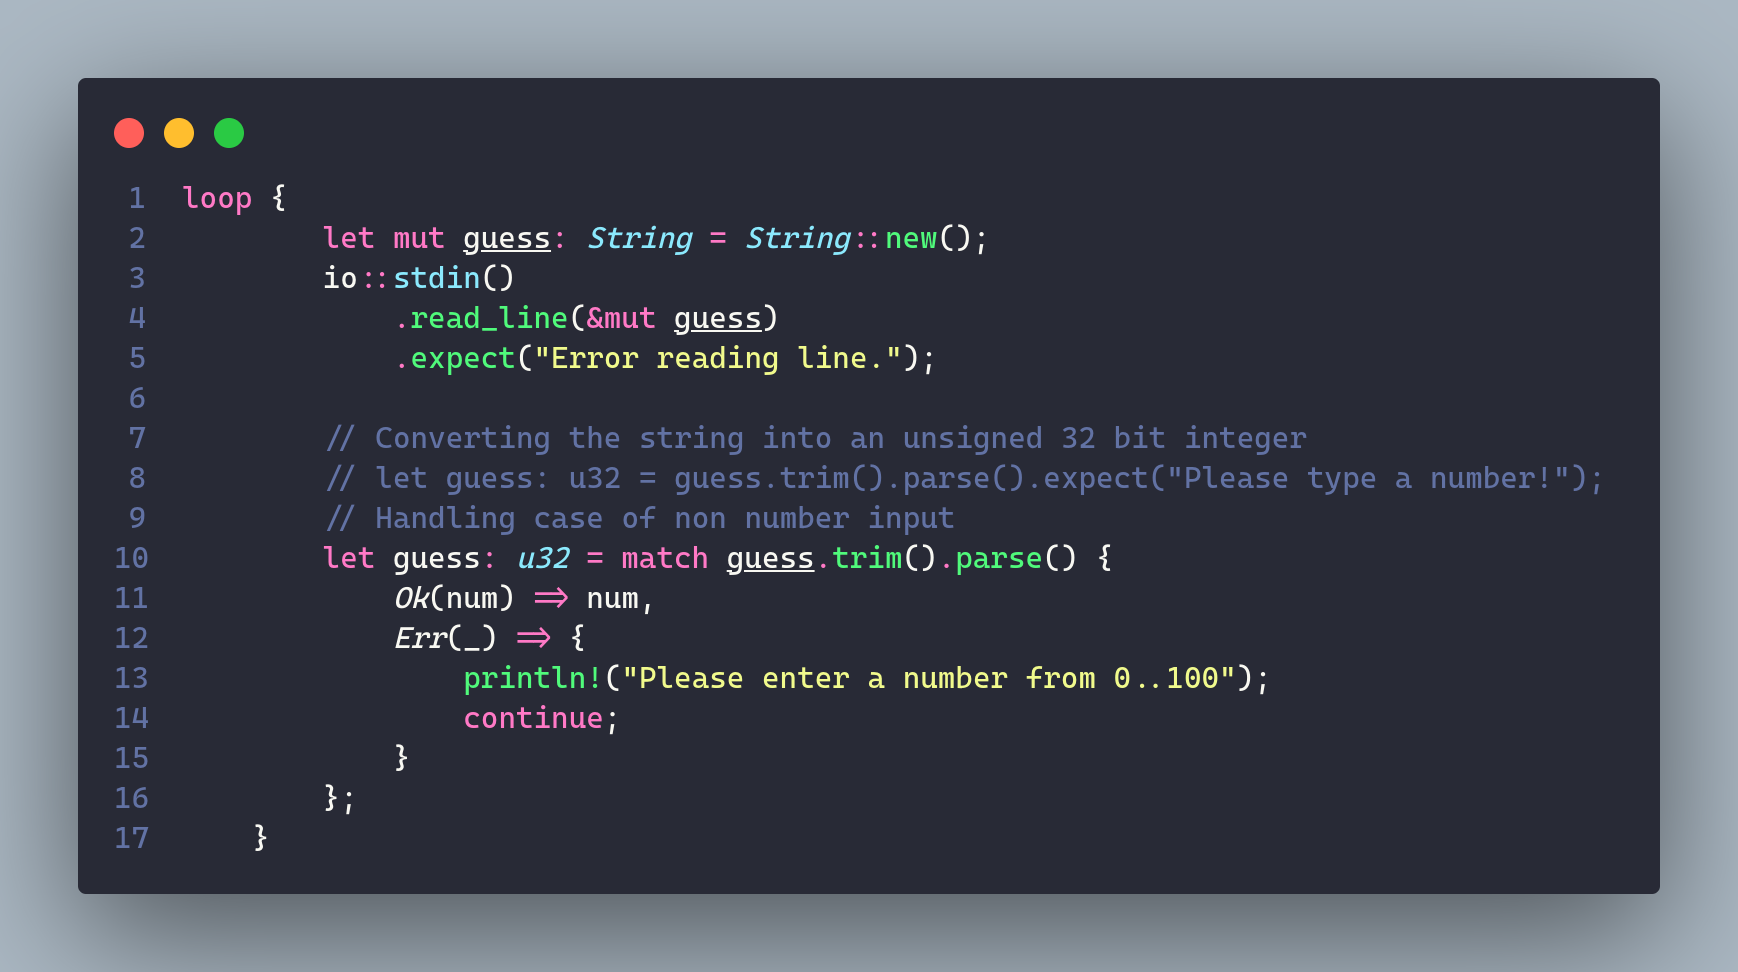 1 loop {
2         let mut guess: String = String::new();
3         io::stdin()
4             .read_line(&mut guess)
5             .expect("Error reading line.");
6
7         // Converting the string into an unsigned 32 bit integer
8         // let guess: u32 = guess.trim().parse().expect("Please type a number!");
9         // Handling case of non number input
10         let guess: u32 = match guess.trim().parse() {
11             Ok(num) => num,
12             Err(_) => {
13                 println!("Please enter a number from 0..100");
14                 continue;
15             }
16         };
17     }